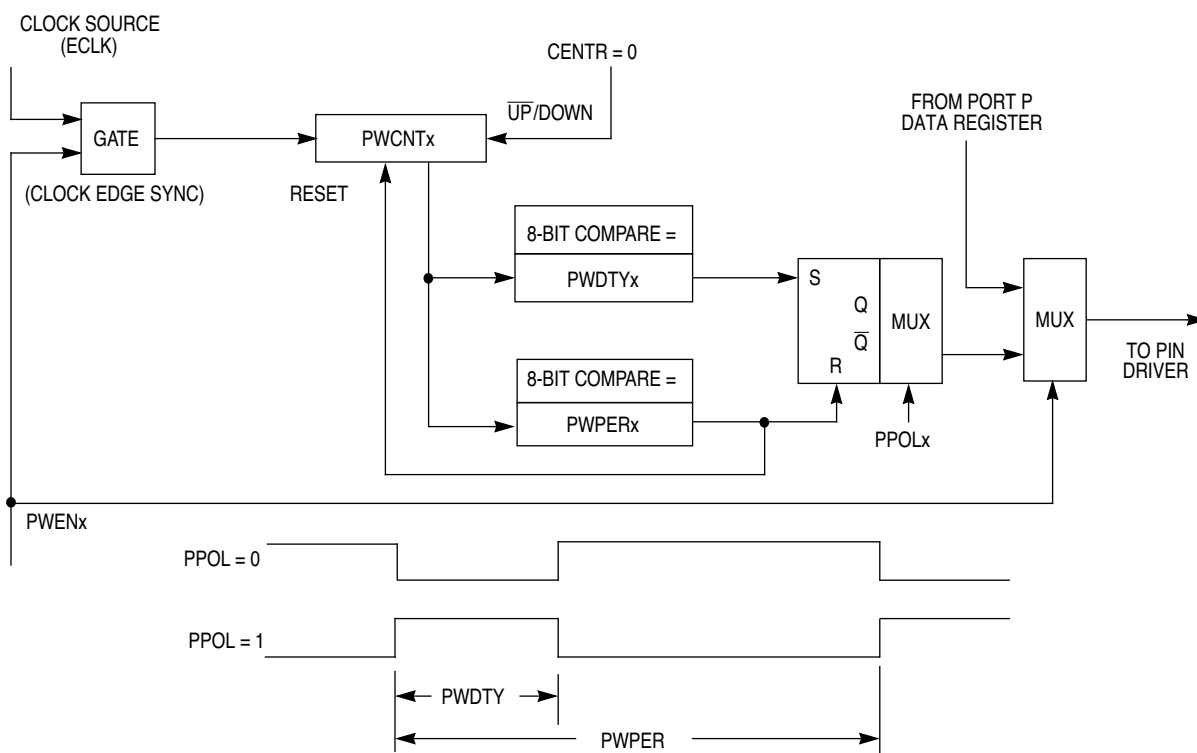 CLOCK SOURCE
(ECLK)
CENTR = 0
U̅P̅/DOWN
FROM PORT P
DATA REGISTER
GATE
PWCNTx
(CLOCK EDGE SYNC)
RESET
8-BIT COMPARE =
PWDTYx
S
Q
Q̅
R
MUX
MUX
TO PIN
DRIVER
8-BIT COMPARE =
PWPERx
PPOLx
PWENx
PPOL = 0
PPOL = 1
PWDTY
PWPER